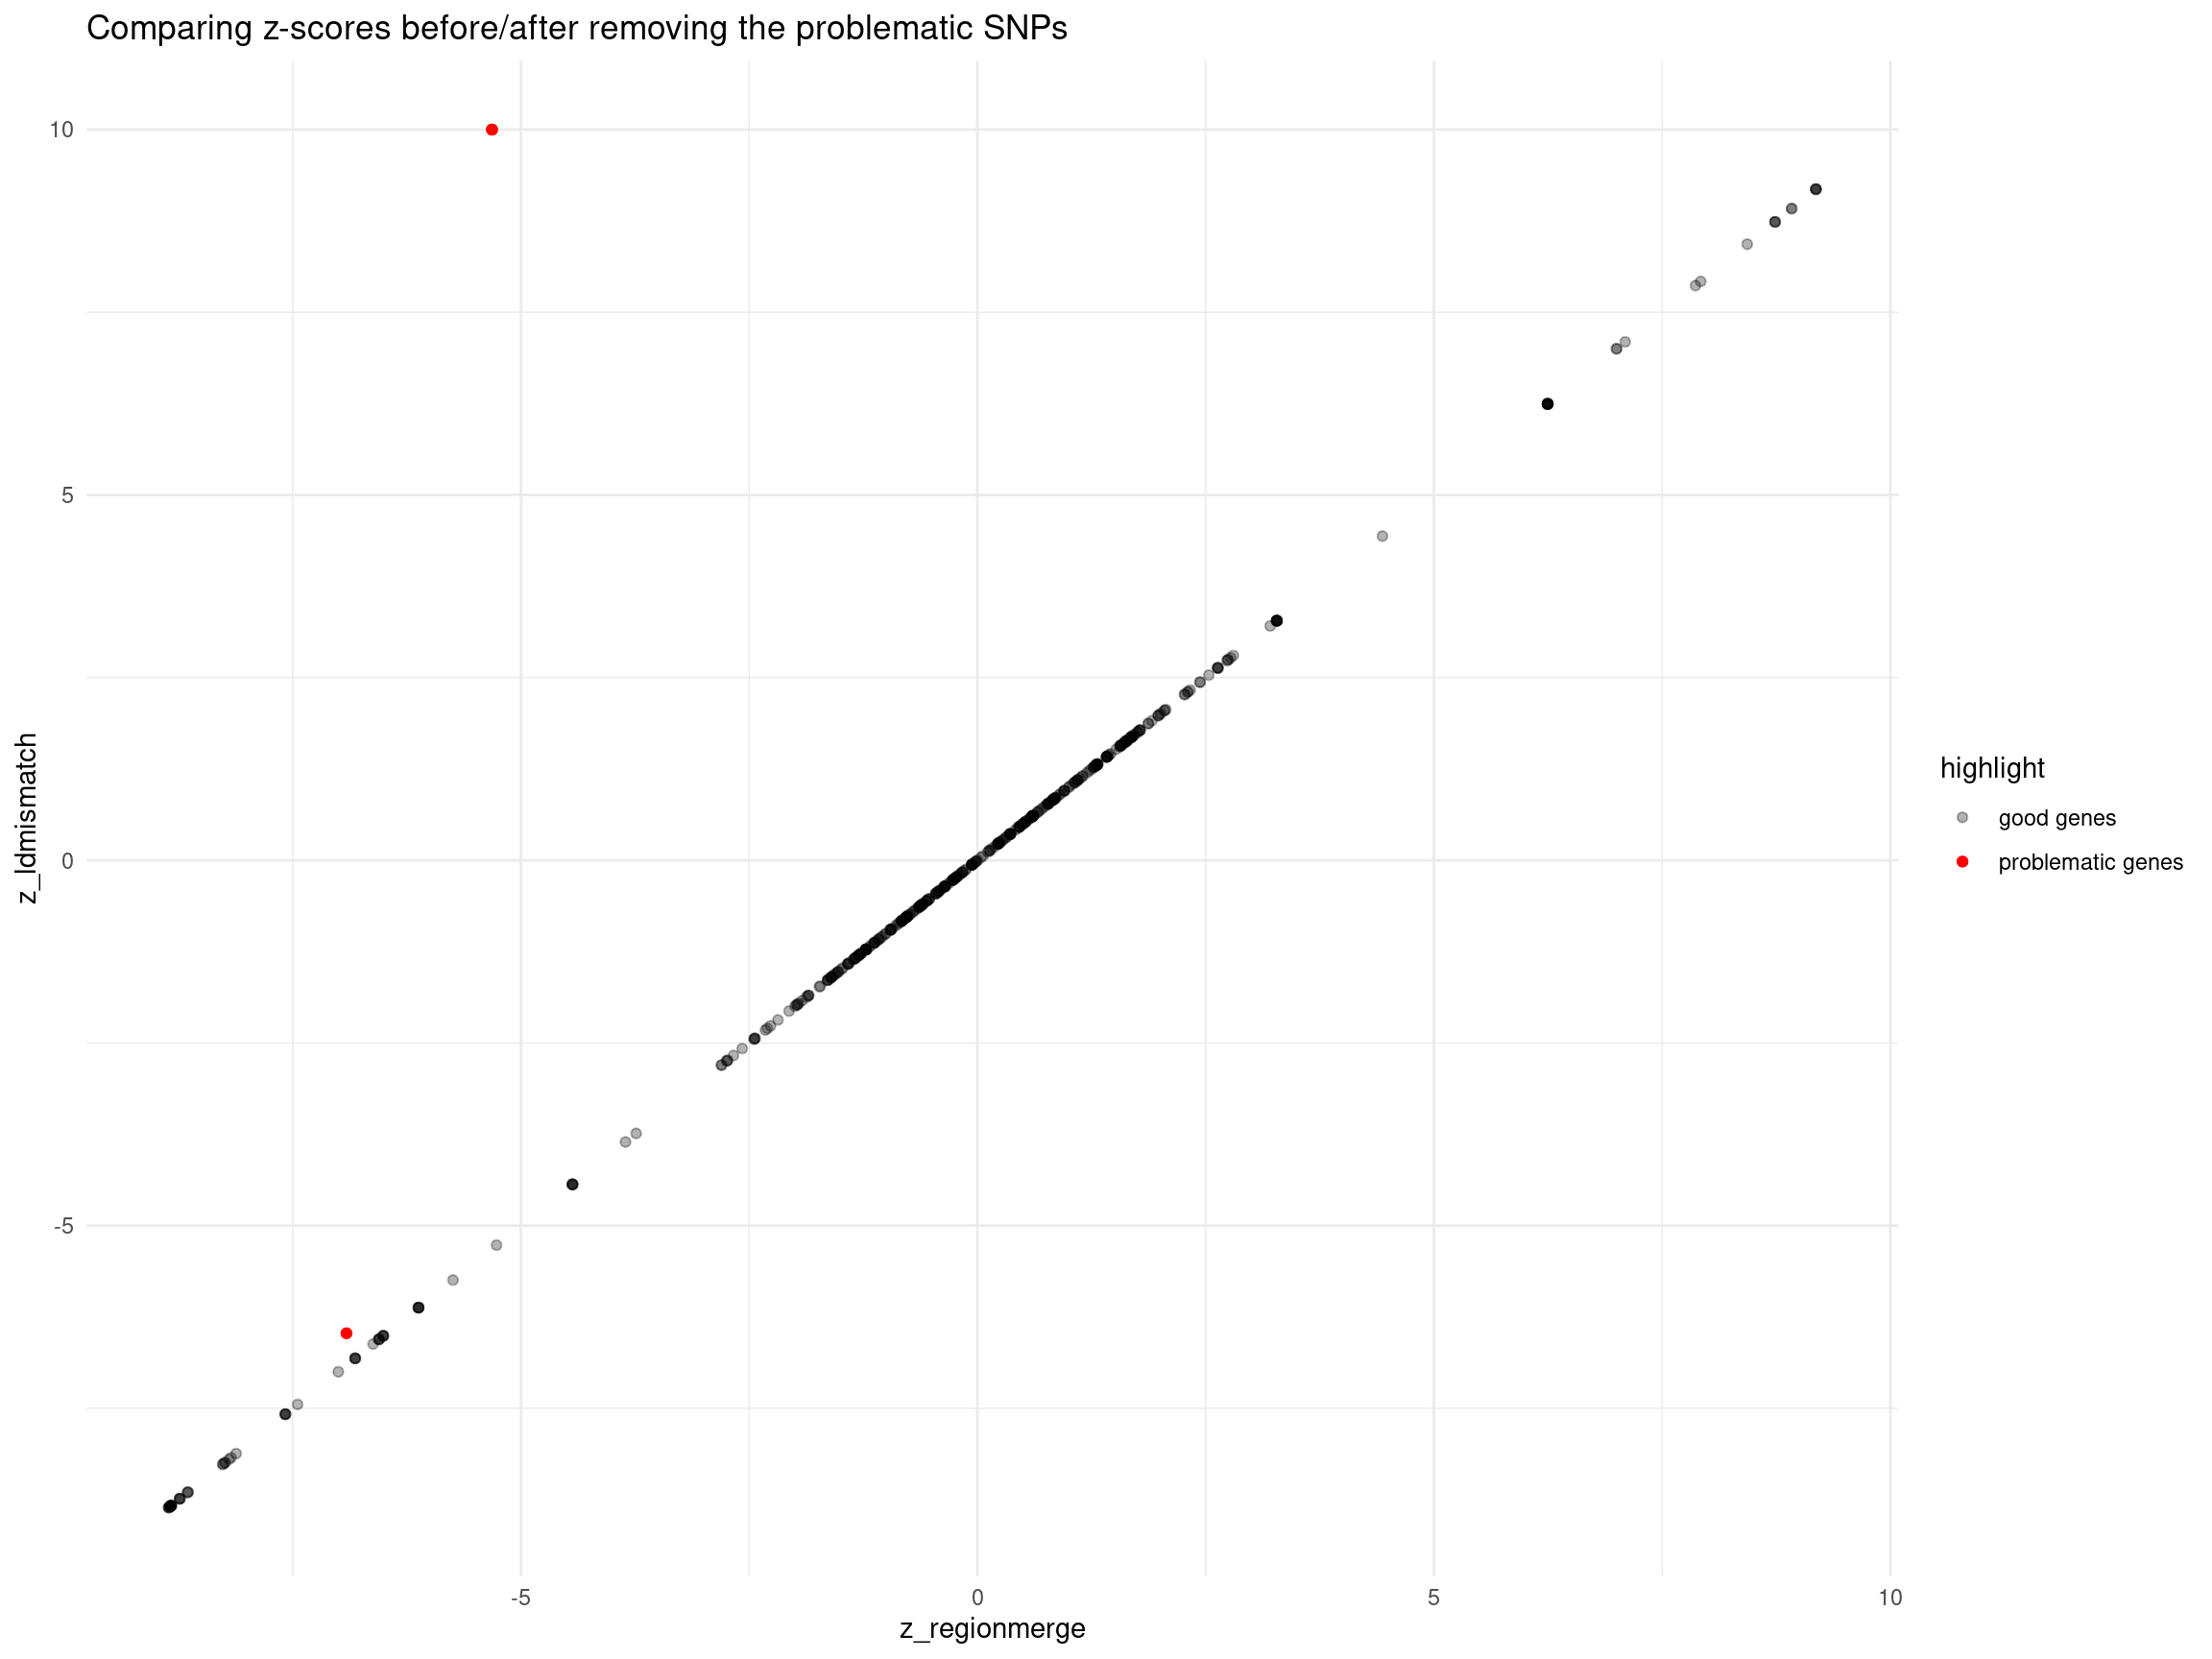 Comparing z-scores before/after removing the problematic SNPs
10
5
0
-5
z_ldmismatch
-5
0
5
10
z_regionmerge
highlight
good genes
problematic genes